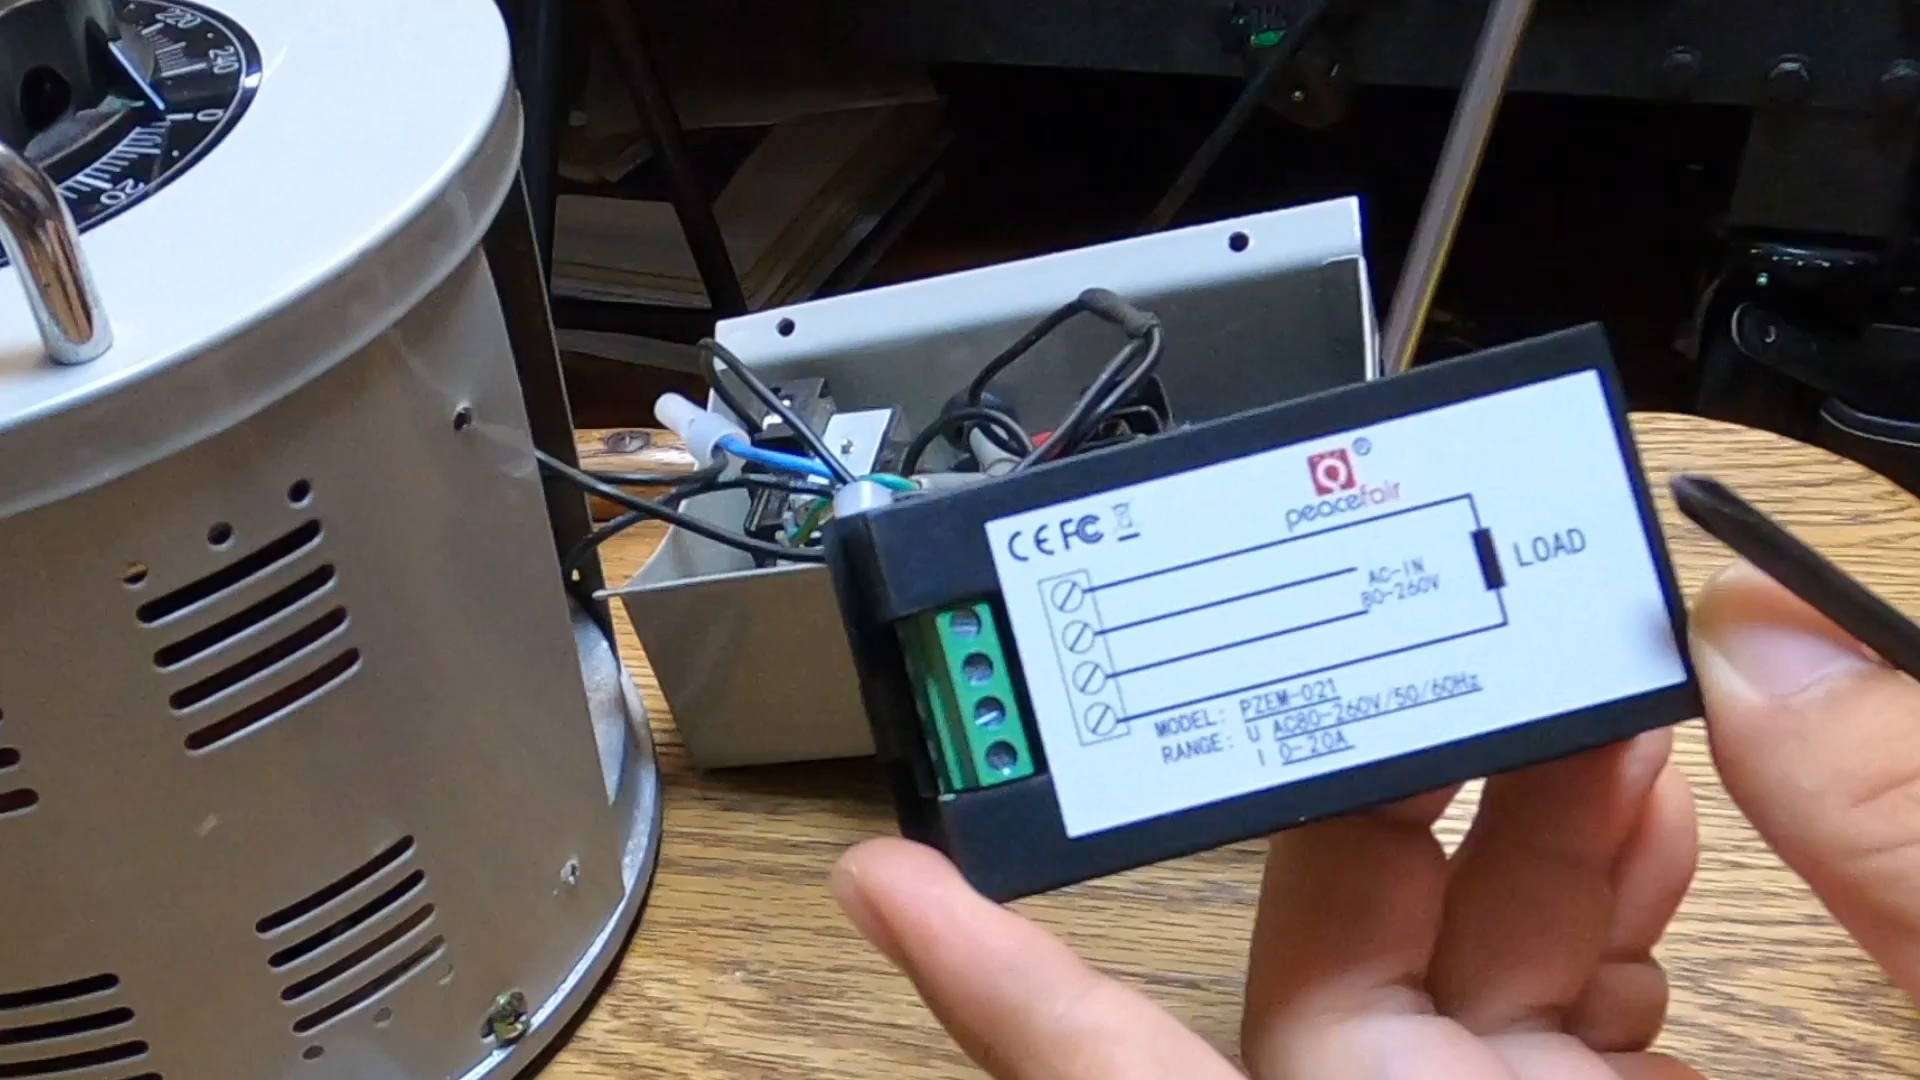 220
240
0
20
CE FC
®
peacefair
LOAD
AC-IN
80-260V
MODEL: PZEM-021
RANGE: U AC80-260V/50/60Hz
I 0-20A